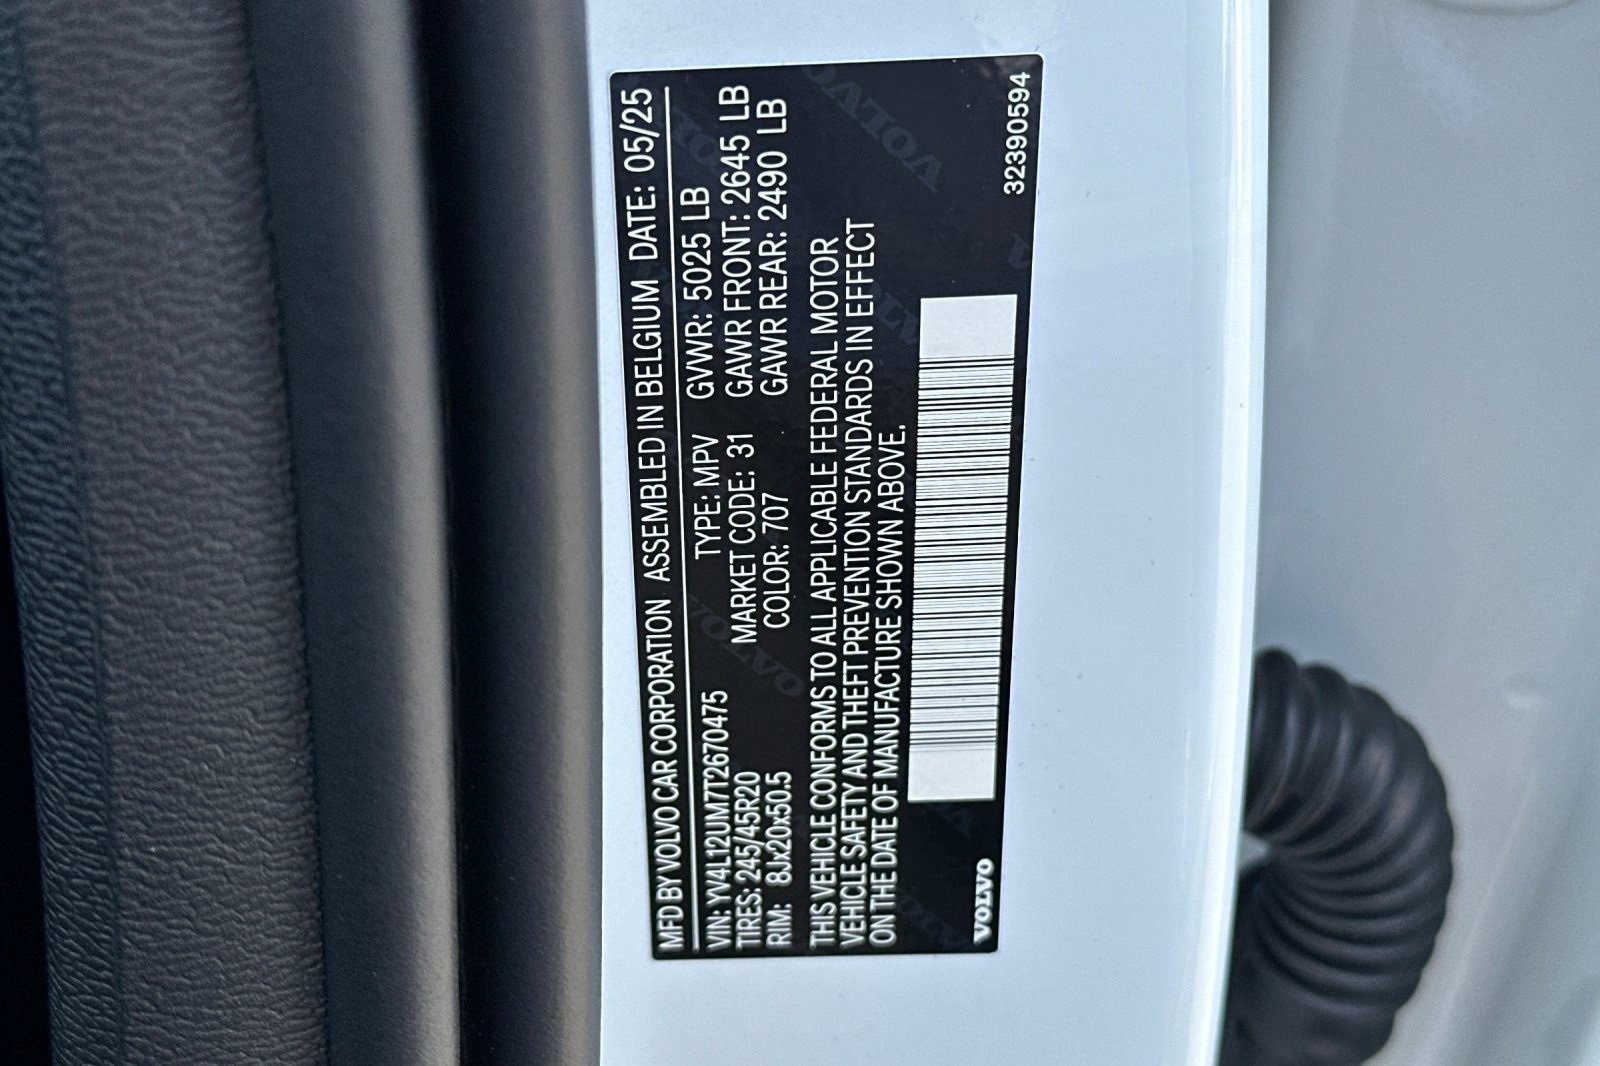 MFD BY VOLVO CAR CORPORATION ASSEMBLED IN BELGIUM DATE: 05/25
VIN: YV4L12UM7T2670475 TYPE: MPV GVWR: 5025 LB
TIRES: 245/45R20 MARKET CODE: 31 GAWR FRONT: 2645 LB
RIM: 8Jx20x50.5 COLOR: 707 GAWR REAR: 2490 LB
THIS VEHICLE CONFORMS TO ALL APPLICABLE FEDERAL MOTOR
VEHICLE SAFETY AND THEFT PREVENTION STANDARDS IN EFFECT
ON THE DATE OF MANUFACTURE SHOWN ABOVE.
VOLVO 32390594